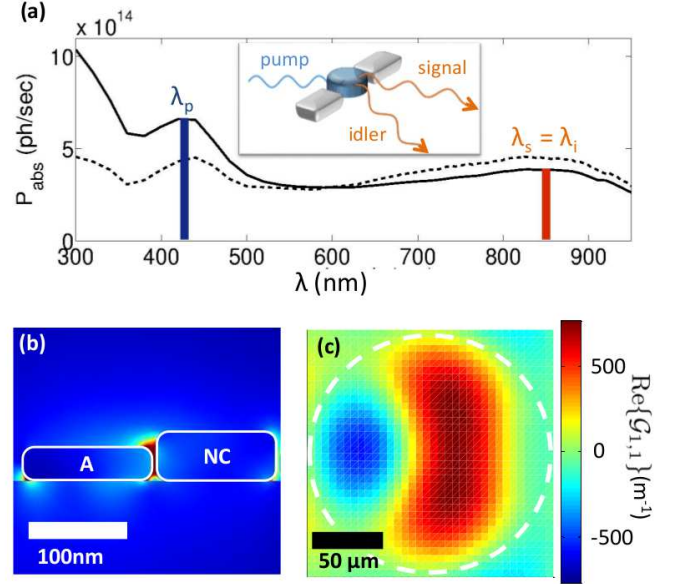 (a)
x 10^14
10
5
0
P_abs (ph/sec)
λ_p
pump
signal
idler
λ_s = λ_i
300 400 500 600 700 800 900
λ (nm)
(b)
A
NC
100nm
(c)
50 μm
500
0
-500
Re{𝒢_1,1}(m^-1)